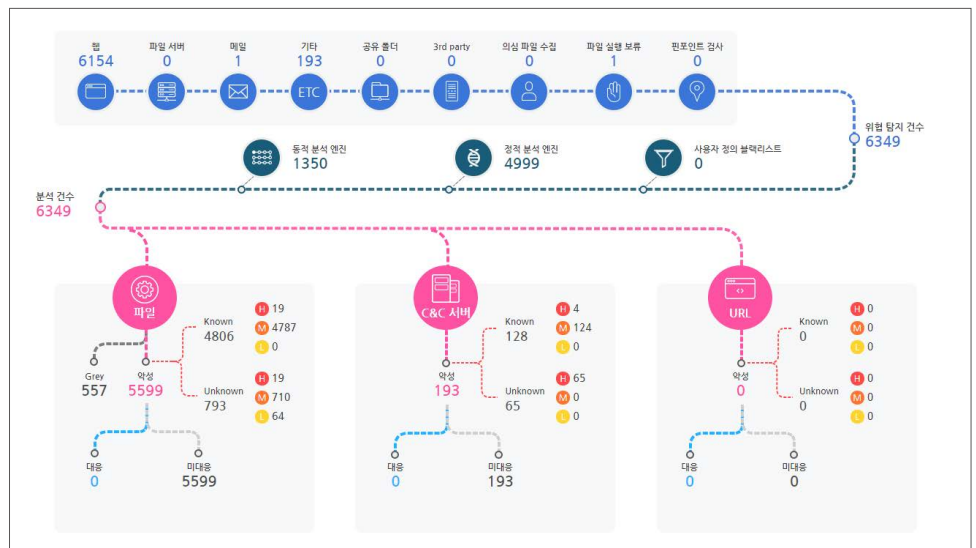 웹
6154
파일 서버
0
메일
1
기타
193
공유 폴더
0
3rd party
0
의심 파일 수집
0
파일 실행 보류
1
핀포인트 검사
0
ETC
위협 탐지 건수
6349
동적 분석 엔진
1350
정적 분석 엔진
4999
사용자 정의 블랙리스트
0
분석 건수
6349
파일
Known
4806
H 19
M 4787
L 0
Grey
557
악성
5599
Unknown
793
H 19
M 710
L 64
대응
0
미대응
5599
C&C 서버
Known
128
H 4
M 124
L 0
악성
193
Unknown
65
H 65
M 0
L 0
대응
0
미대응
193
URL
Known
0
H 0
M 0
L 0
악성
0
Unknown
0
H 0
M 0
L 0
대응
0
미대응
0